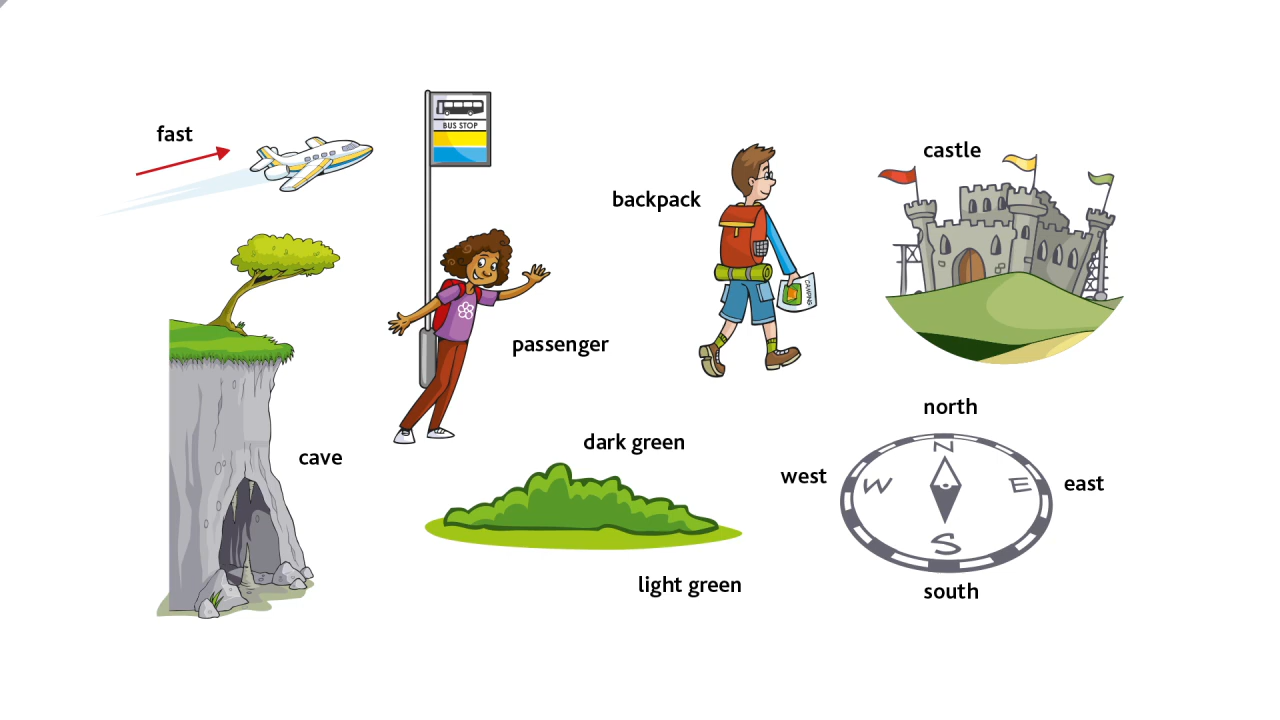 fast
BUS STOP
castle
backpack
CAMPING
passenger
north
dark green
cave
west
N
W
E
S
east
light green
south